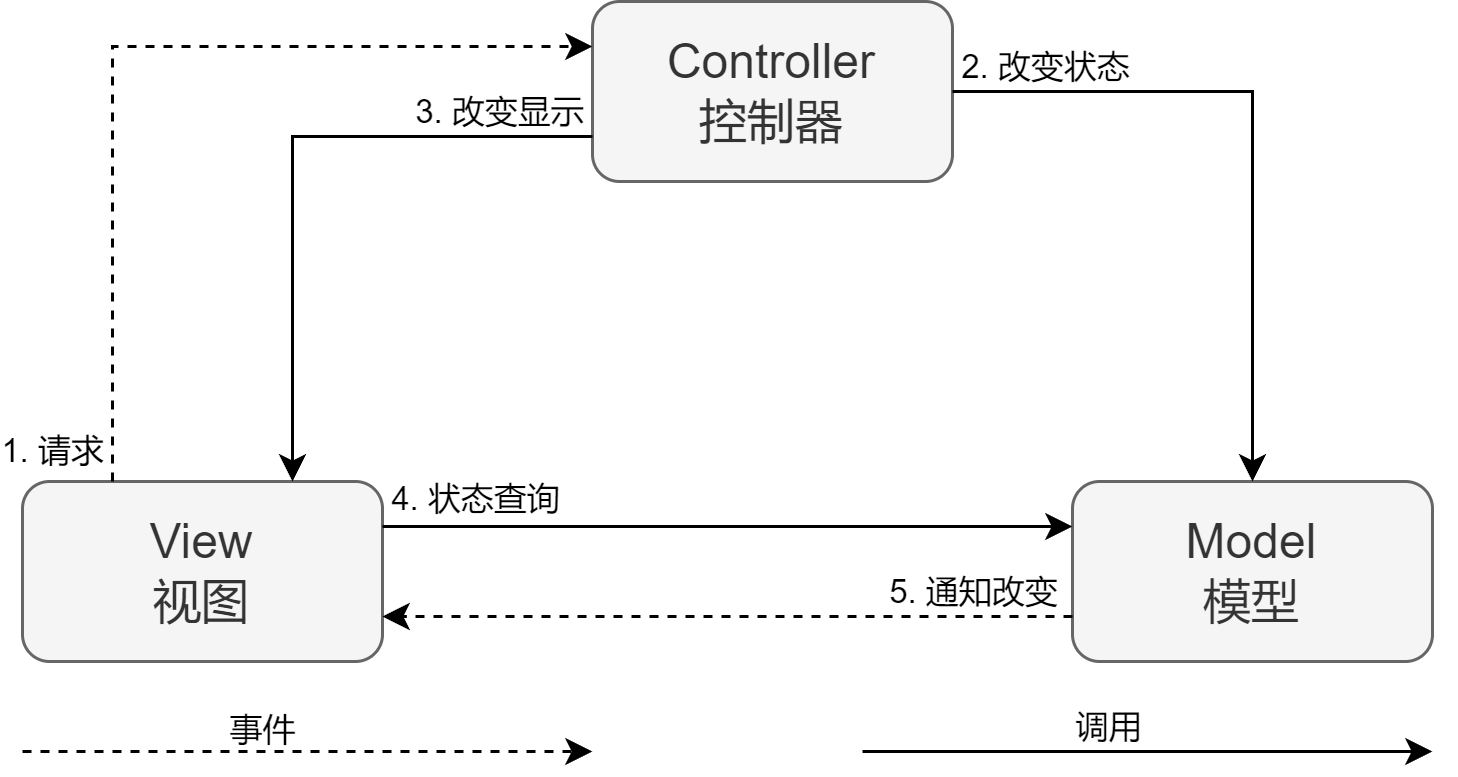 Controller
控制器
2. 改变状态
3. 改变显示
1. 请求
4. 状态查询
View
视图
Model
模型
5. 通知改变
事件
调用